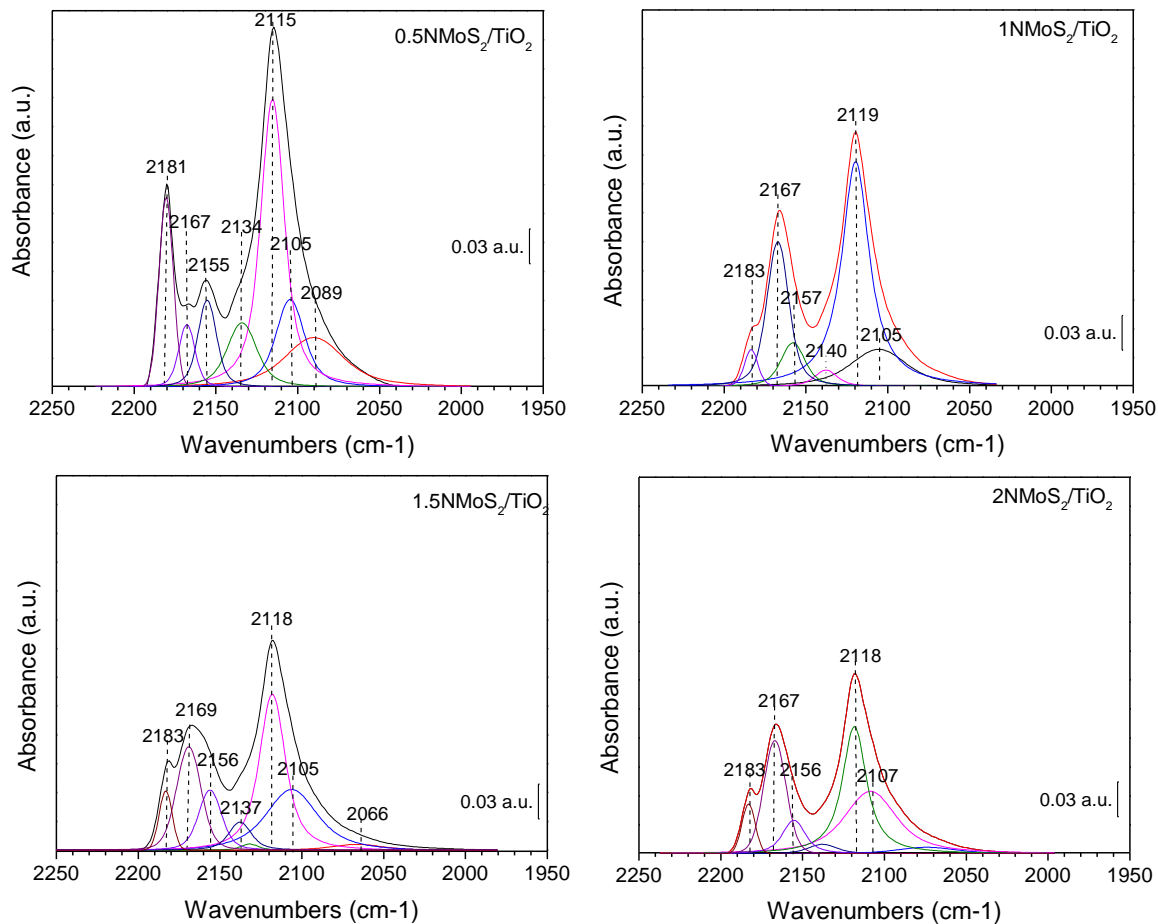 0.5NMoS₂/TiO₂
2115
2181
2167
2155
2134
2105
2089
0.03 a.u.
Absorbance (a.u.)
2250 2200 2150 2100 2050 2000 1950
Wavenumbers (cm-1)
1NMoS₂/TiO₂
2119
2167
2183
2157
2140
2105
0.03 a.u.
Absorbance (a.u.)
2250 2200 2150 2100 2050 2000 1950
Wavenumbers (cm-1)
1.5NMoS₂/TiO₂
2118
2169
2183
2156
2137
2105
2066
0.03 a.u.
Absorbance (a.u.)
2250 2200 2150 2100 2050 2000 1950
Wavenumbers (cm-1)
2NMoS₂/TiO₂
2118
2167
2183
2156
2107
0.03 a.u.
Absorbance (a.u.)
2250 2200 2150 2100 2050 2000 1950
Wavenumbers (cm-1)